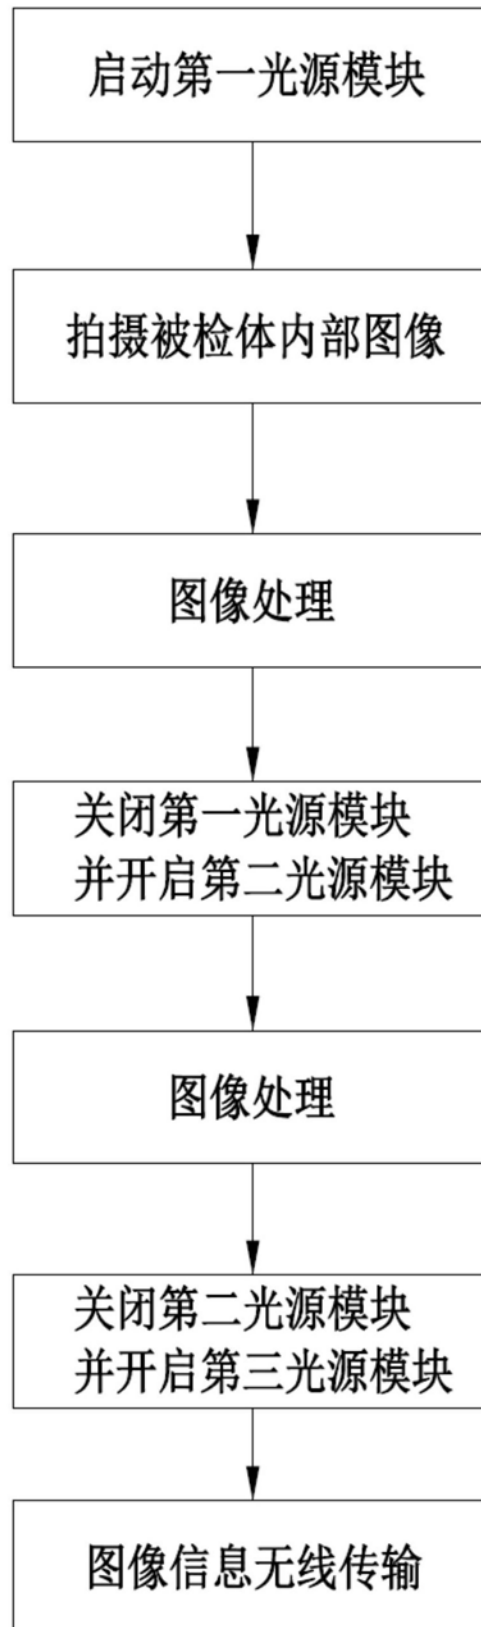 启动第一光源模块
拍摄被检体内部图像
图像处理
关闭第一光源模块
并开启第二光源模块
图像处理
关闭第二光源模块
并开启第三光源模块
图像信息无线传输